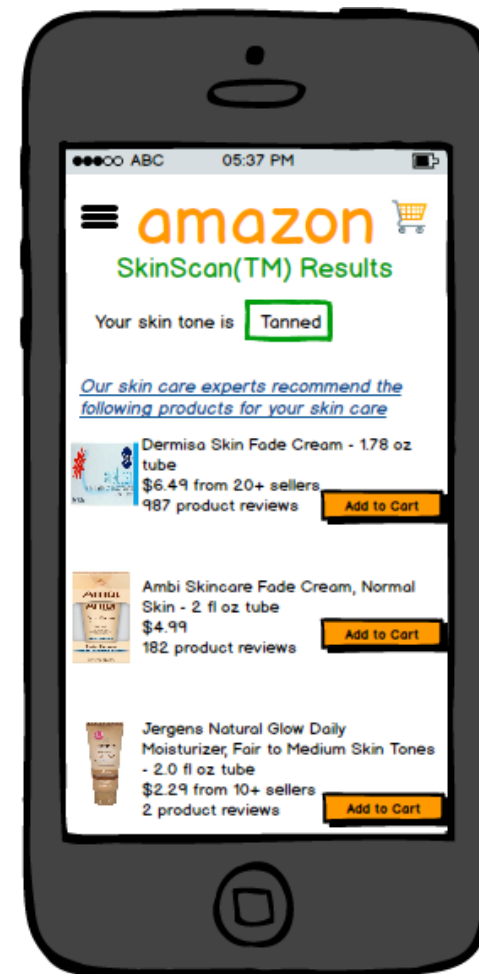 ABC 05:37 PM
amazon
SkinScan(TM) Results
Your skin tone is Tanned
Our skin care experts recommend the
following products for your skin care
Dermisa Skin Fade Cream - 1.78 oz
tube
$6.49 from 20+ sellers
987 product reviews Add to Cart
AMBI
Ambi Skincare Fade Cream, Normal
Skin - 2 fl oz tube
$4.99
182 product reviews Add to Cart
Jergens Natural Glow Daily
Moisturizer, Fair to Medium Skin Tones
- 2.0 fl oz tube
$2.29 from 10+ sellers
2 product reviews Add to Cart